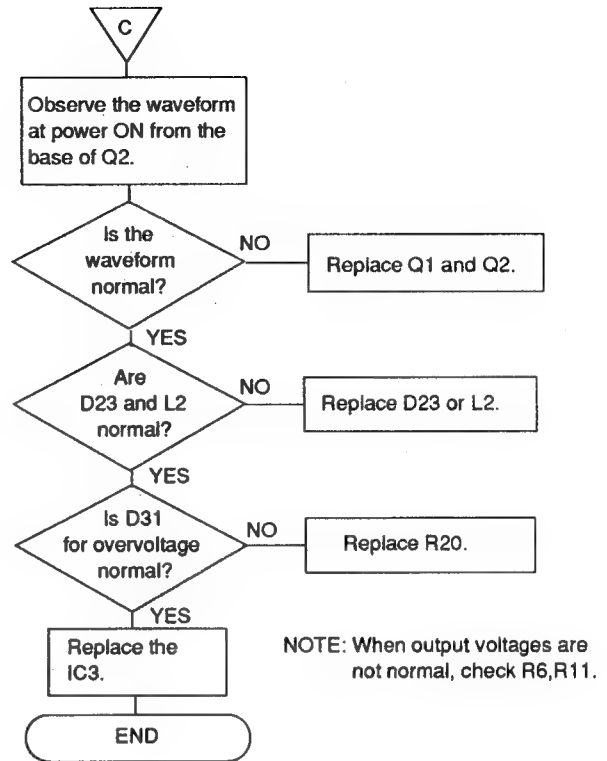 C
Observe the waveform
at power ON from the
base of Q2.
Is the
waveform
normal?
NO
Replace Q1 and Q2.
YES
Are
D23 and L2
normal?
NO
Replace D23 or L2.
YES
Is D31
for overvoltage
normal?
NO
Replace R20.
YES
Replace the
IC3.
NOTE: When output voltages are
not normal, check R6,R11.
END